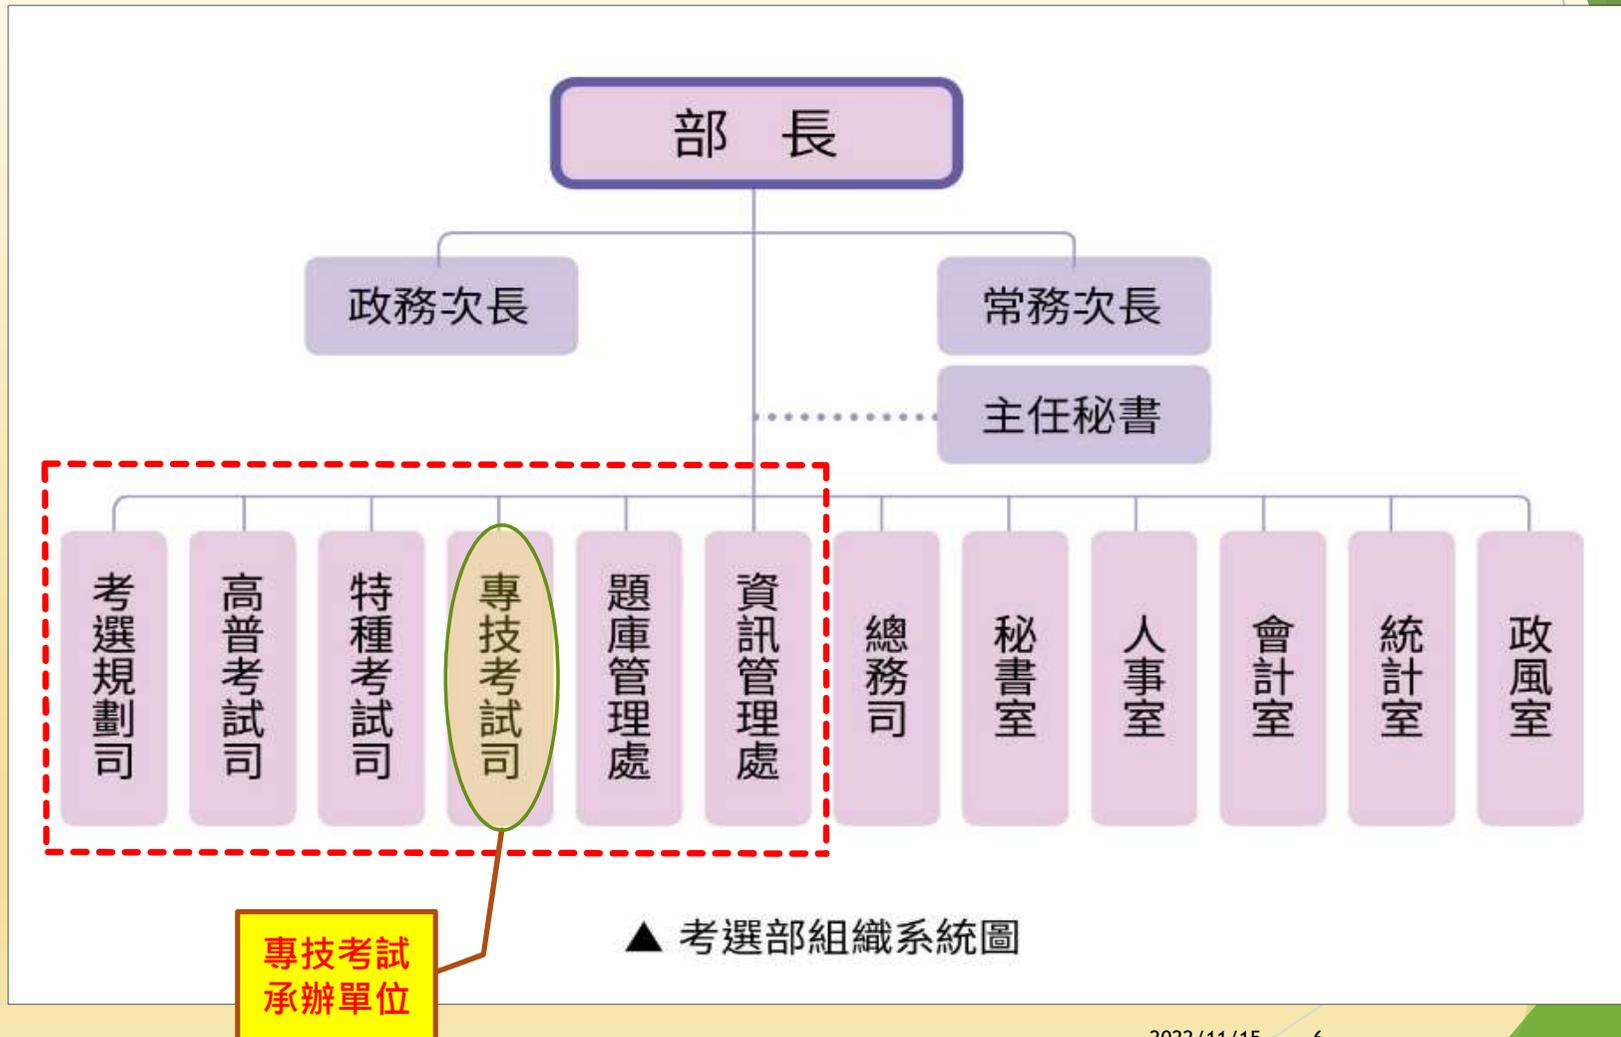 部 長
政務次長
常務次長
主任秘書
考選規劃司
高普考試司
特種考試司
專技考試司
題庫管理處
資訊管理處
總務司
秘書室
人事室
會計室
統計室
政風室
專技考試
承辦單位
▲ 考選部組織系統圖
2022/11/15 6